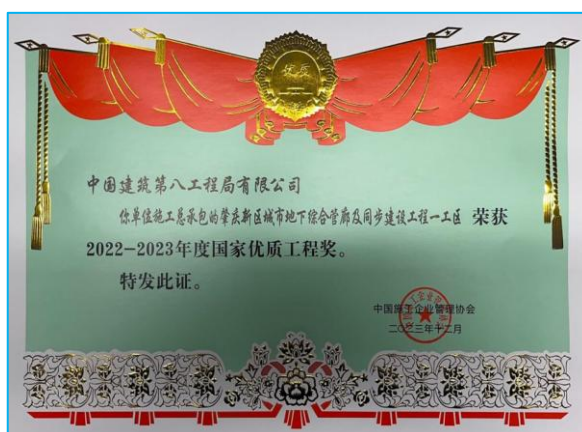 中国建筑第八工程局有限公司
你单位施工总承包的肇庆新区城市地下综合管廊及同步建设工程一工区 荣获
2022-2023年度国家优质工程奖。
特发此证。
中国施工企业管理协会
二〇二三年十二月